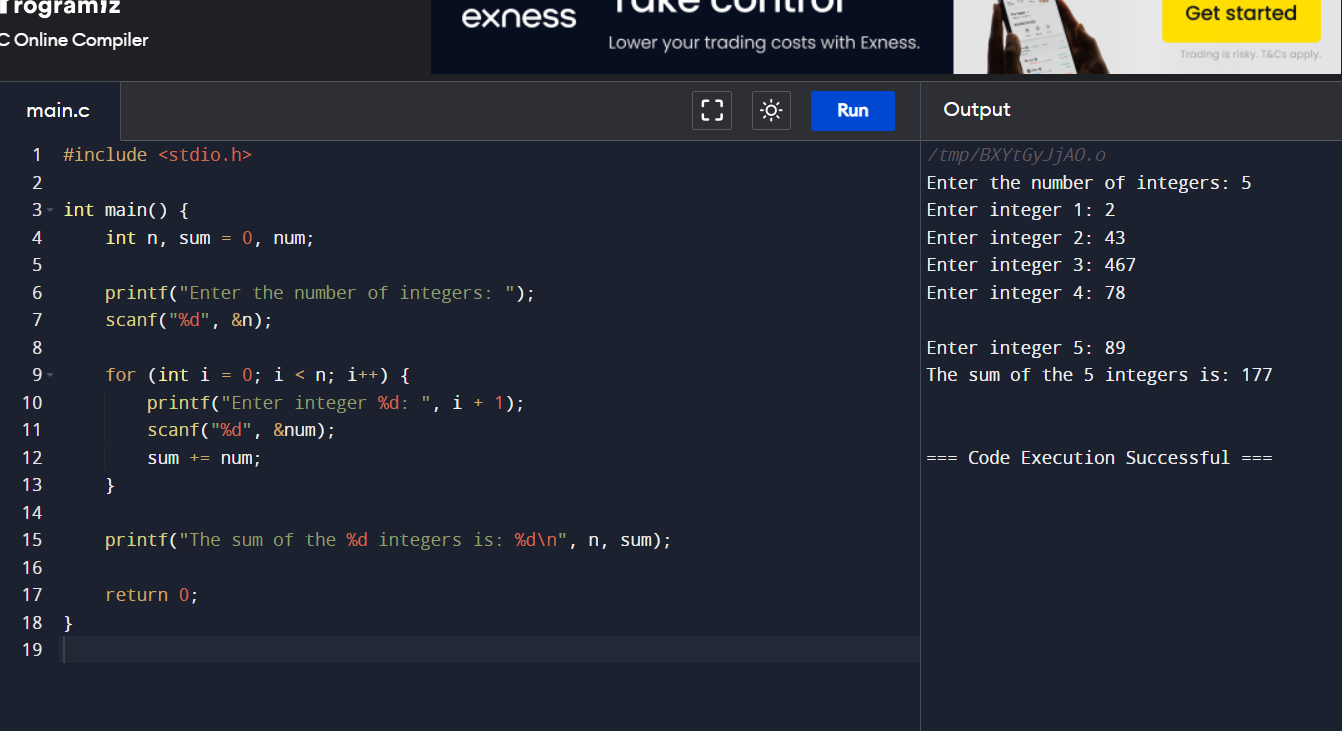 Programiz
C Online Compiler
exness
Take control
Lower your trading costs with Exness.
Get started
Trading is risky. T&Cs apply.
main.c
Run
Output
1 #include <stdio.h>
2
3 int main() {
4     int n, sum = 0, num;
5
6     printf("Enter the number of integers: ");
7     scanf("%d", &n);
8
9     for (int i = 0; i < n; i++) {
10         printf("Enter integer %d: ", i + 1);
11         scanf("%d", &num);
12         sum += num;
13     }
14
15     printf("The sum of the %d integers is: %d\n", n, sum);
16
17     return 0;
18 }
19
/tmp/BXYtGyJjAO.o
Enter the number of integers: 5
Enter integer 1: 2
Enter integer 2: 43
Enter integer 3: 467
Enter integer 4: 78
Enter integer 5: 89
The sum of the 5 integers is: 177
=== Code Execution Successful ===